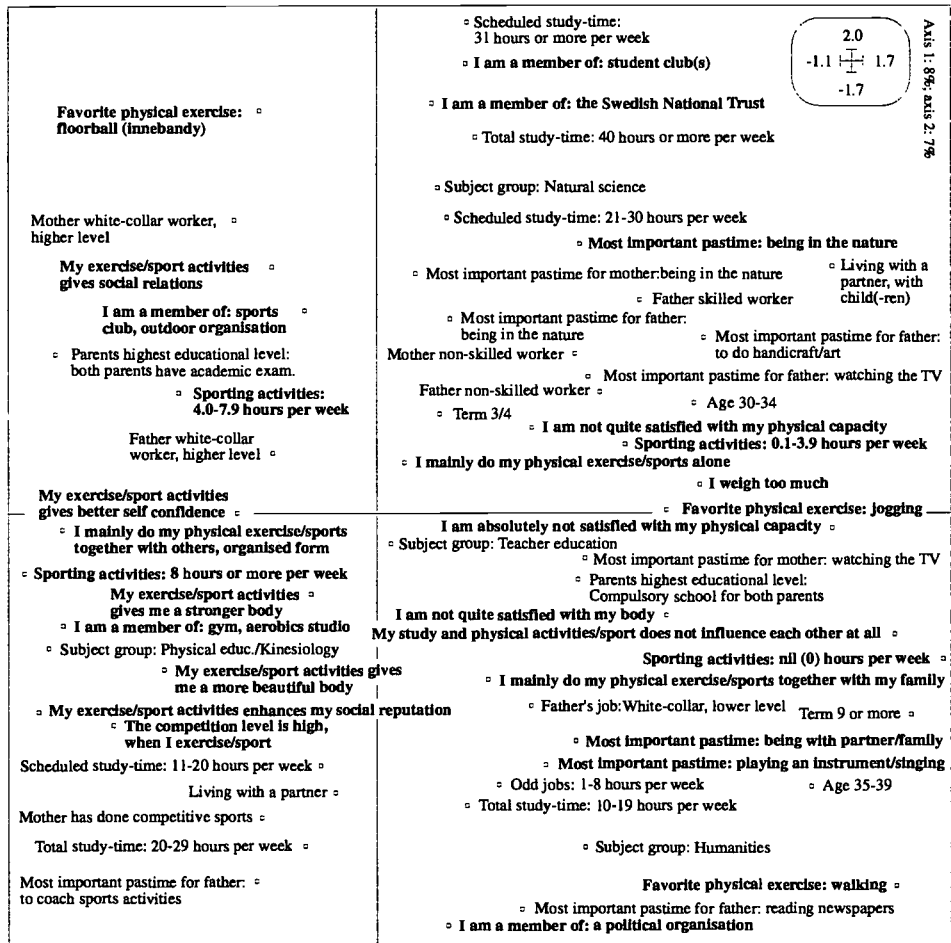 Scheduled study-time:
31 hours or more per week
I am a member of: student club(s)
2.0
-1.1 1.7
-1.7
Axis 1: 8%; axis 2: 7%
Favorite physical exercise:
floorball (innebandy)
I am a member of: the Swedish National Trust
Total study-time: 40 hours or more per week
Subject group: Natural science
Mother white-collar worker,
higher level
Scheduled study-time: 21-30 hours per week
Most important pastime: being in the nature
My exercise/sport activities
gives social relations
Most important pastime for mother:being in the nature
Living with a
partner, with
child(-ren)
Father skilled worker
I am a member of: sports
club, outdoor organisation
Most important pastime for father:
being in the nature
Most important pastime for father:
to do handicraft/art
Parents highest educational level:
both parents have academic exam.
Mother non-skilled worker
Most important pastime for father: watching the TV
Sporting activities:
4.0-7.9 hours per week
Father non-skilled worker
Age 30-34
Term 3/4
I am not quite satisfied with my physical capacity
Father white-collar
worker, higher level
Sporting activities: 0.1-3.9 hours per week
I mainly do my physical exercise/sports alone
I weigh too much
My exercise/sport activities
gives better self confidence
Favorite physical exercise: jogging
I am absolutely not satisfied with my physical capacity
I mainly do my physical exercise/sports
together with others, organised form
Subject group: Teacher education
Most important pastime for mother: watching the TV
Sporting activities: 8 hours or more per week
Parents highest educational level:
Compulsory school for both parents
My exercise/sport activities
gives me a stronger body
I am not quite satisfied with my body
I am a member of: gym, aerobics studio
My study and physical activities/sport does not influence each other at all
Subject group: Physical educ./Kinesiology
Sporting activities: nil (0) hours per week
My exercise/sport activities gives
me a more beautiful body
I mainly do my physical exercise/sports together with my family
My exercise/sport activities enhances my social reputation
Father's job:White-collar, lower level
Term 9 or more
The competition level is high,
when I exercise/sport
Most important pastime: being with partner/family
Scheduled study-time: 11-20 hours per week
Most important pastime: playing an instrument/singing
Odd jobs: 1-8 hours per week
Age 35-39
Living with a partner
Total study-time: 10-19 hours per week
Mother has done competitive sports
Total study-time: 20-29 hours per week
Subject group: Humanities
Most important pastime for father:
to coach sports activities
Favorite physical exercise: walking
Most important pastime for father: reading newspapers
I am a member of: a political organisation